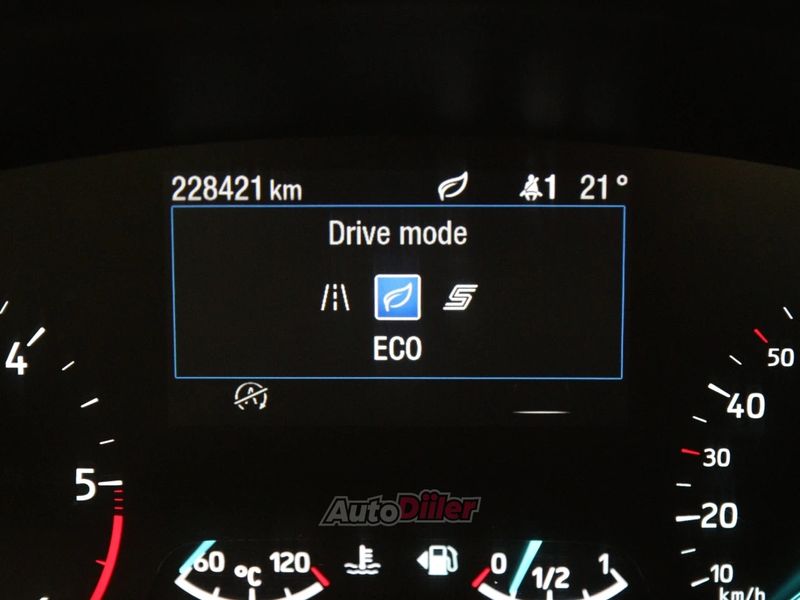 228421 km 1 21°
Drive mode
S
ECO
A
4
5
50
40
30
20
10
km/h
AutoDiiler
60 °C 120
0 1/2 1